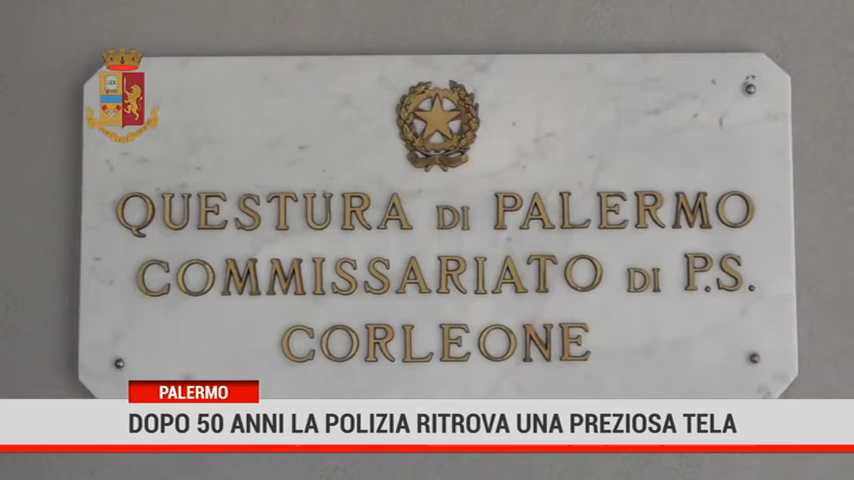 QUESTURA DI PALERMO
COMMISSARIATO DI P.S.
CORLEONE
PALERMO
DOPO 50 ANNI LA POLIZIA RITROVA UNA PREZIOSA TELA